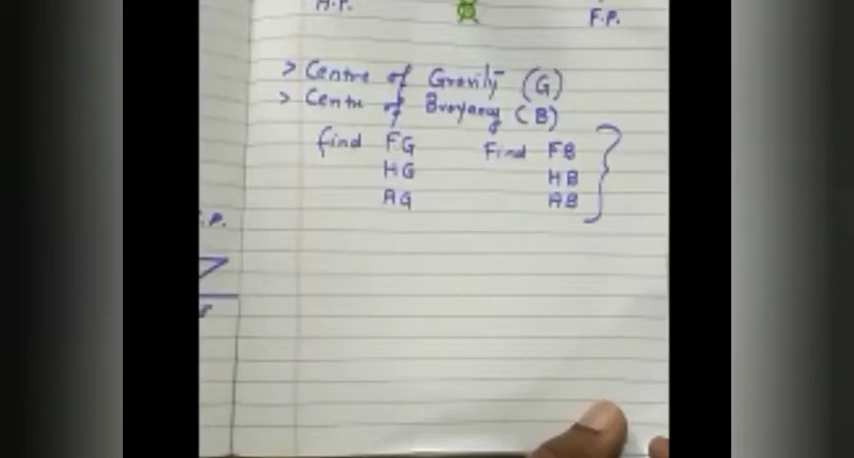 A.P.
F.P.
> Centre of Gravity (G)
> Centre of Buoyancy (B)
find FG Find FB
HG HB
AG AB
.P.